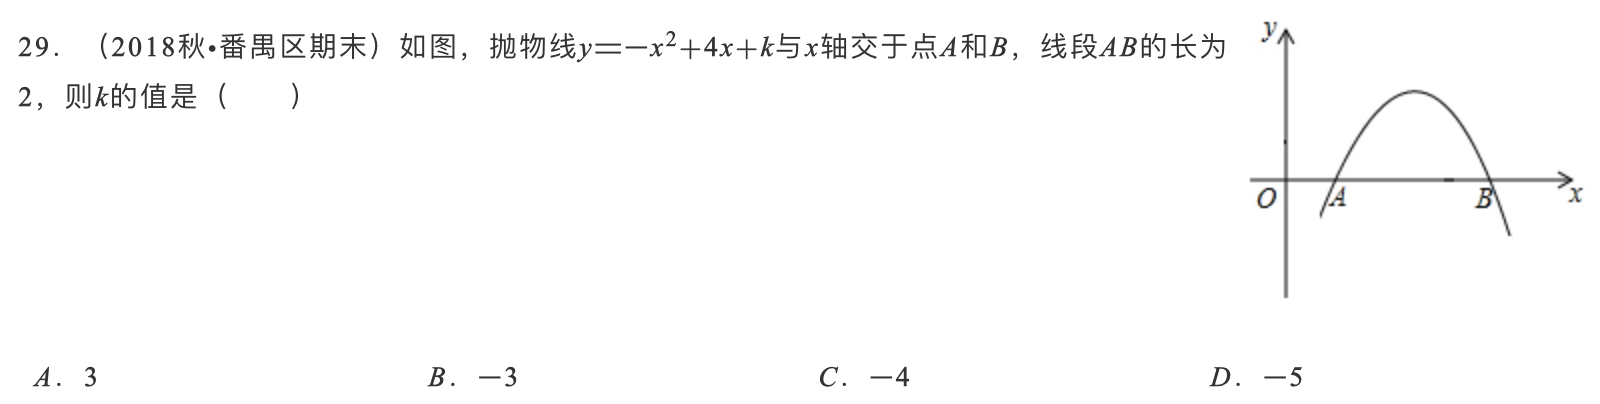 29. （2018秋•番禺区期末）如图，抛物线y＝－x²＋4x＋k与x轴交于点A和B，线段AB的长为
2，则k的值是（　　）
y
O
A
B
x
A. 3
B. －3
C. －4
D. －5